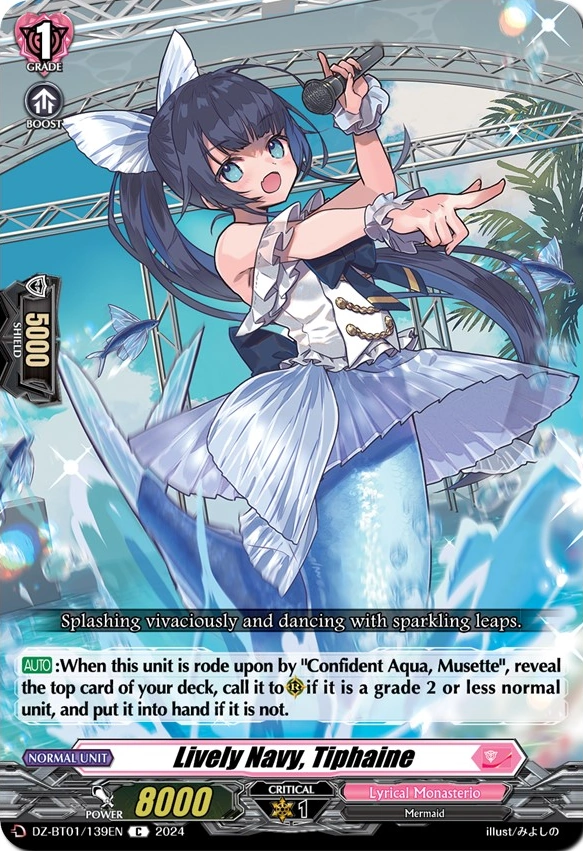 1
GRADE
BOOST
5000
SHIELD
Splashing vivaciously and dancing with sparkling leaps.
AUTO :When this unit is rode upon by "Confident Aqua, Musette", reveal
the top card of your deck, call it to R if it is a grade 2 or less normal
unit, and put it into hand if it is not.
NORMAL UNIT
Lively Navy, Tiphaine
POWER 8000
CRITICAL
1
Lyrical Monasterio
Mermaid
D DZ-BT01/139EN C 2024
illust/みよしの